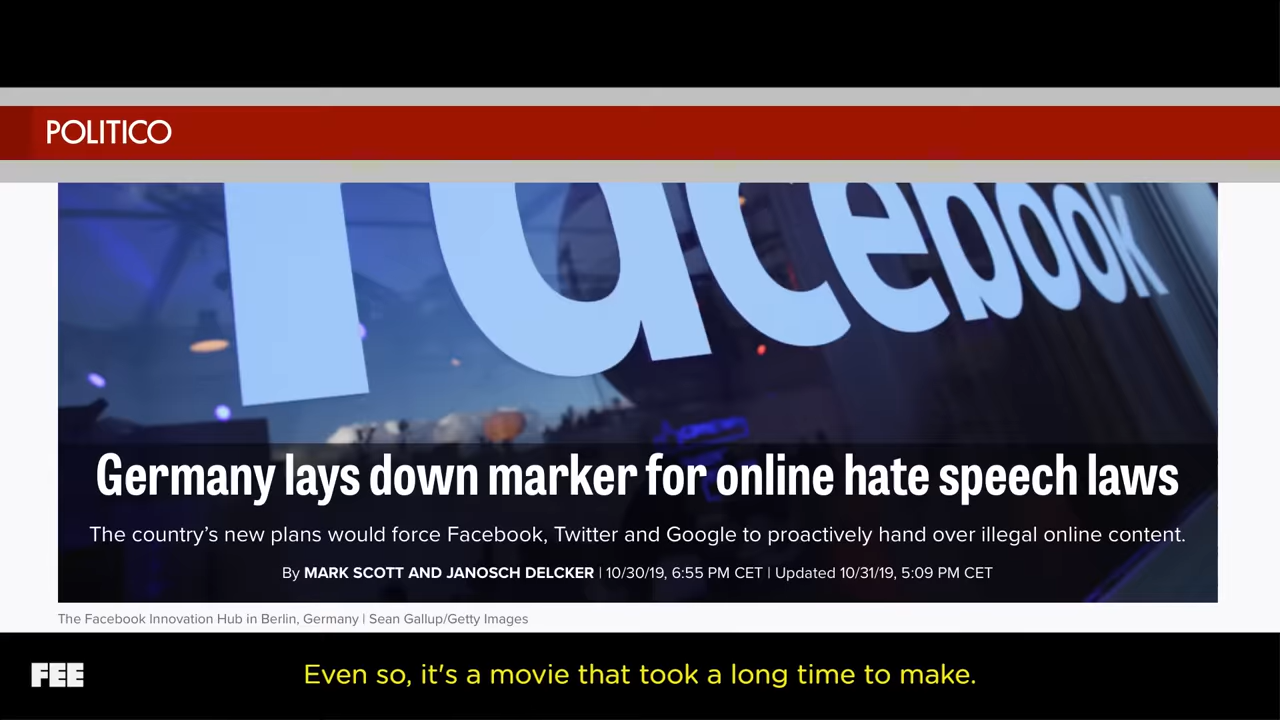 POLITICO
Facebook
Germany lays down marker for online hate speech laws
The country's new plans would force Facebook, Twitter and Google to proactively hand over illegal online content.
By MARK SCOTT AND JANOSCH DELCKER | 10/30/19, 6:55 PM CET | Updated 10/31/19, 5:09 PM CET
The Facebook Innovation Hub in Berlin, Germany | Sean Gallup/Getty Images
FEE
Even so, it's a movie that took a long time to make.